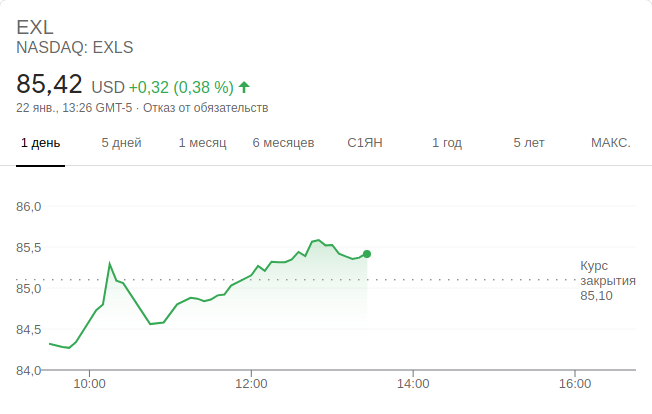 EXL
NASDAQ: EXLS
85,42 USD +0,32 (0,38 %)
22 янв., 13:26 GMT-5 · Отказ от обязательств
1 день 5 дней 1 месяц 6 месяцев С1ЯН 1 год 5 лет МАКС.
86,0
85,5
Курс
закрытия
85,10
85,0
84,5
84,0
10:00 12:00 14:00 16:00